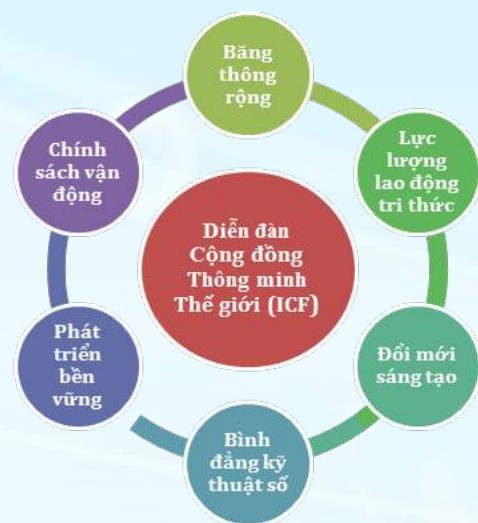 Băng
thông
rộng
Lực
lượng
lao động
tri thức
Đổi mới
sáng tạo
Bình
đẳng kỹ
thuật số
Phát
triển
bền
vững
Chính
sách vận
động
Diễn đàn
Cộng đồng
Thông minh
Thế giới (ICF)